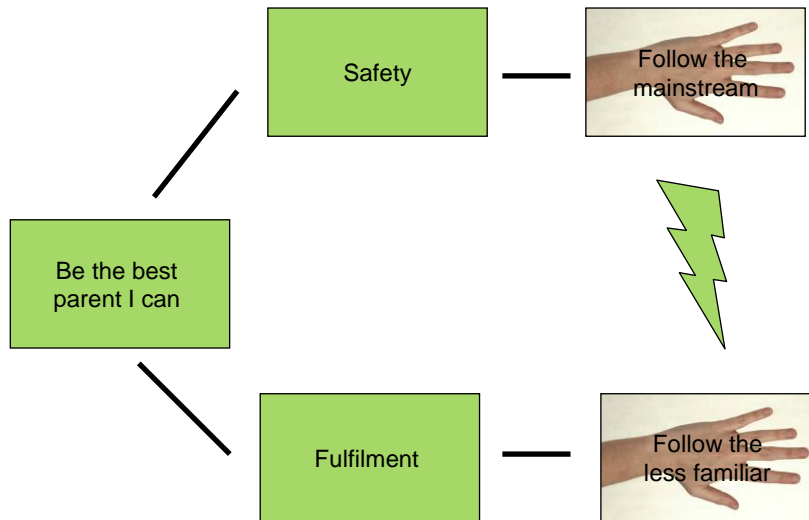 Safety
Follow the
mainstream
Be the best
parent I can
Fulfilment
Follow the
less familiar